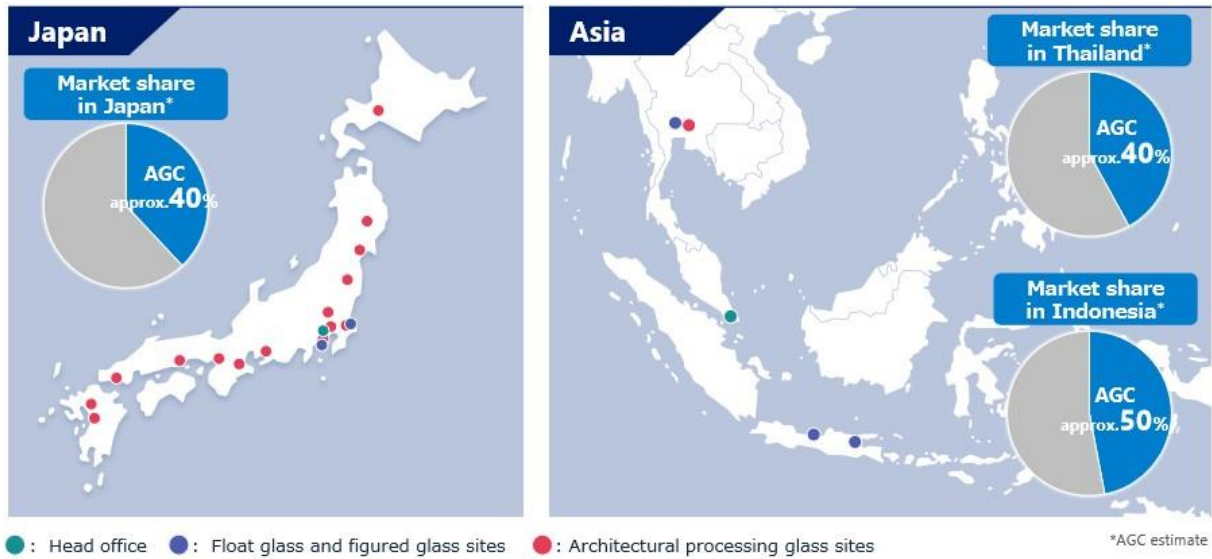 Japan
Market share
in Japan*
AGC
approx.40%
Asia
Market share
in Thailand*
AGC
approx.40%
Market share
in Indonesia*
AGC
approx.50%
: Head office
: Float glass and figured glass sites
: Architectural processing glass sites
*AGC estimate